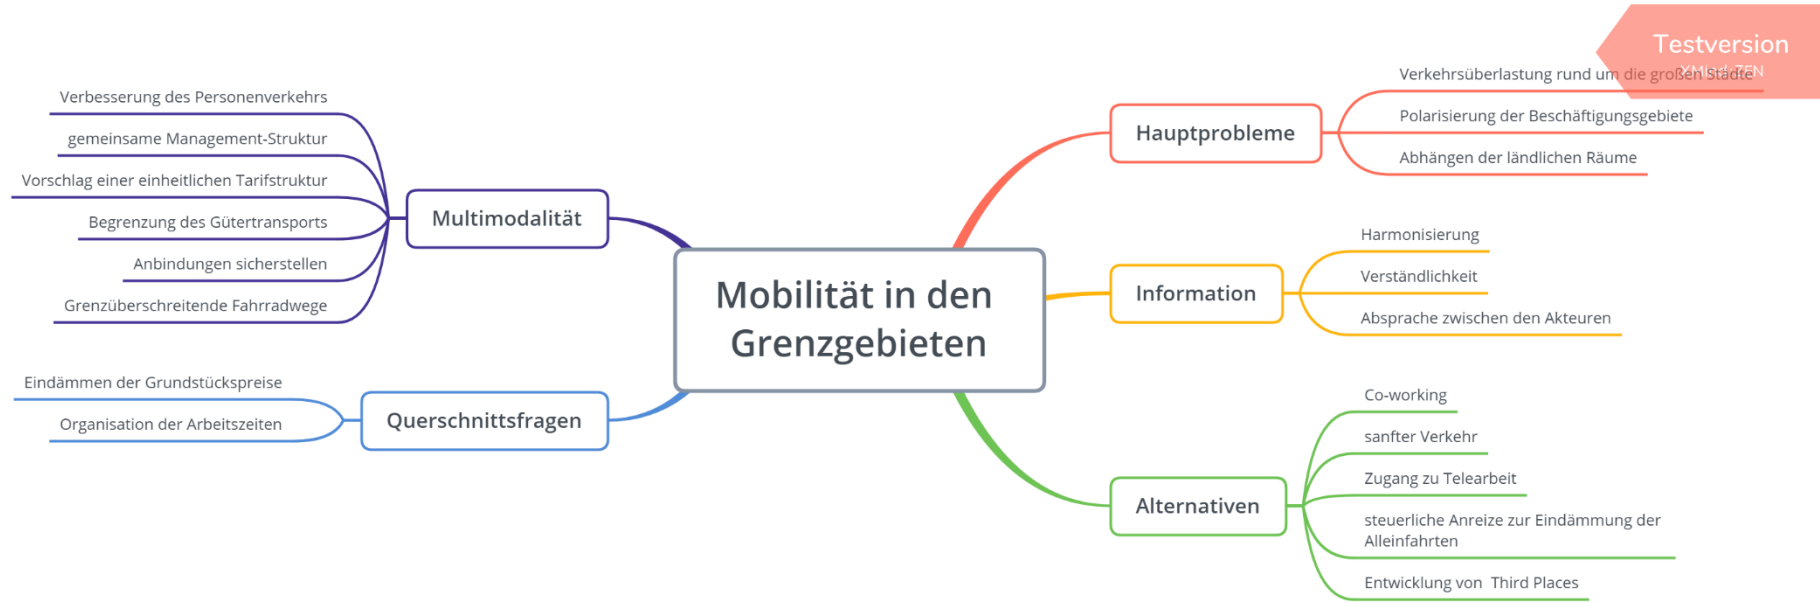 Testversion
XMind: ZEN
Verkehrsüberlastung rund um die großen Städte
Polarisierung der Beschäftigungsgebiete
Abhängen der ländlichen Räume
Hauptprobleme
Verbesserung des Personenverkehrs
gemeinsame Management-Struktur
Vorschlag einer einheitlichen Tarifstruktur
Begrenzung des Gütertransports
Anbindungen sicherstellen
Grenzüberschreitende Fahrradwege
Multimodalität
Mobilität in den
Grenzgebieten
Information
Harmonisierung
Verständlichkeit
Absprache zwischen den Akteuren
Eindämmen der Grundstückspreise
Organisation der Arbeitszeiten
Querschnittsfragen
Alternativen
Co-working
sanfter Verkehr
Zugang zu Telearbeit
steuerliche Anreize zur Eindämmung der
Alleinfahrten
Entwicklung von  Third Places